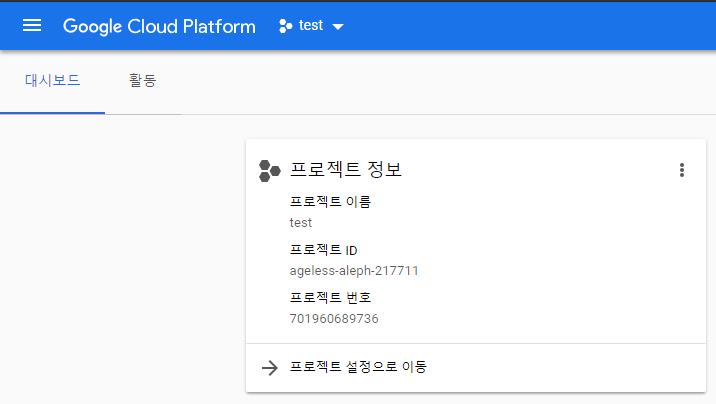 Google Cloud Platform test
대시보드 활동
프로젝트 정보
프로젝트 이름
test
프로젝트 ID
ageless-aleph-217711
프로젝트 번호
701960689736
프로젝트 설정으로 이동